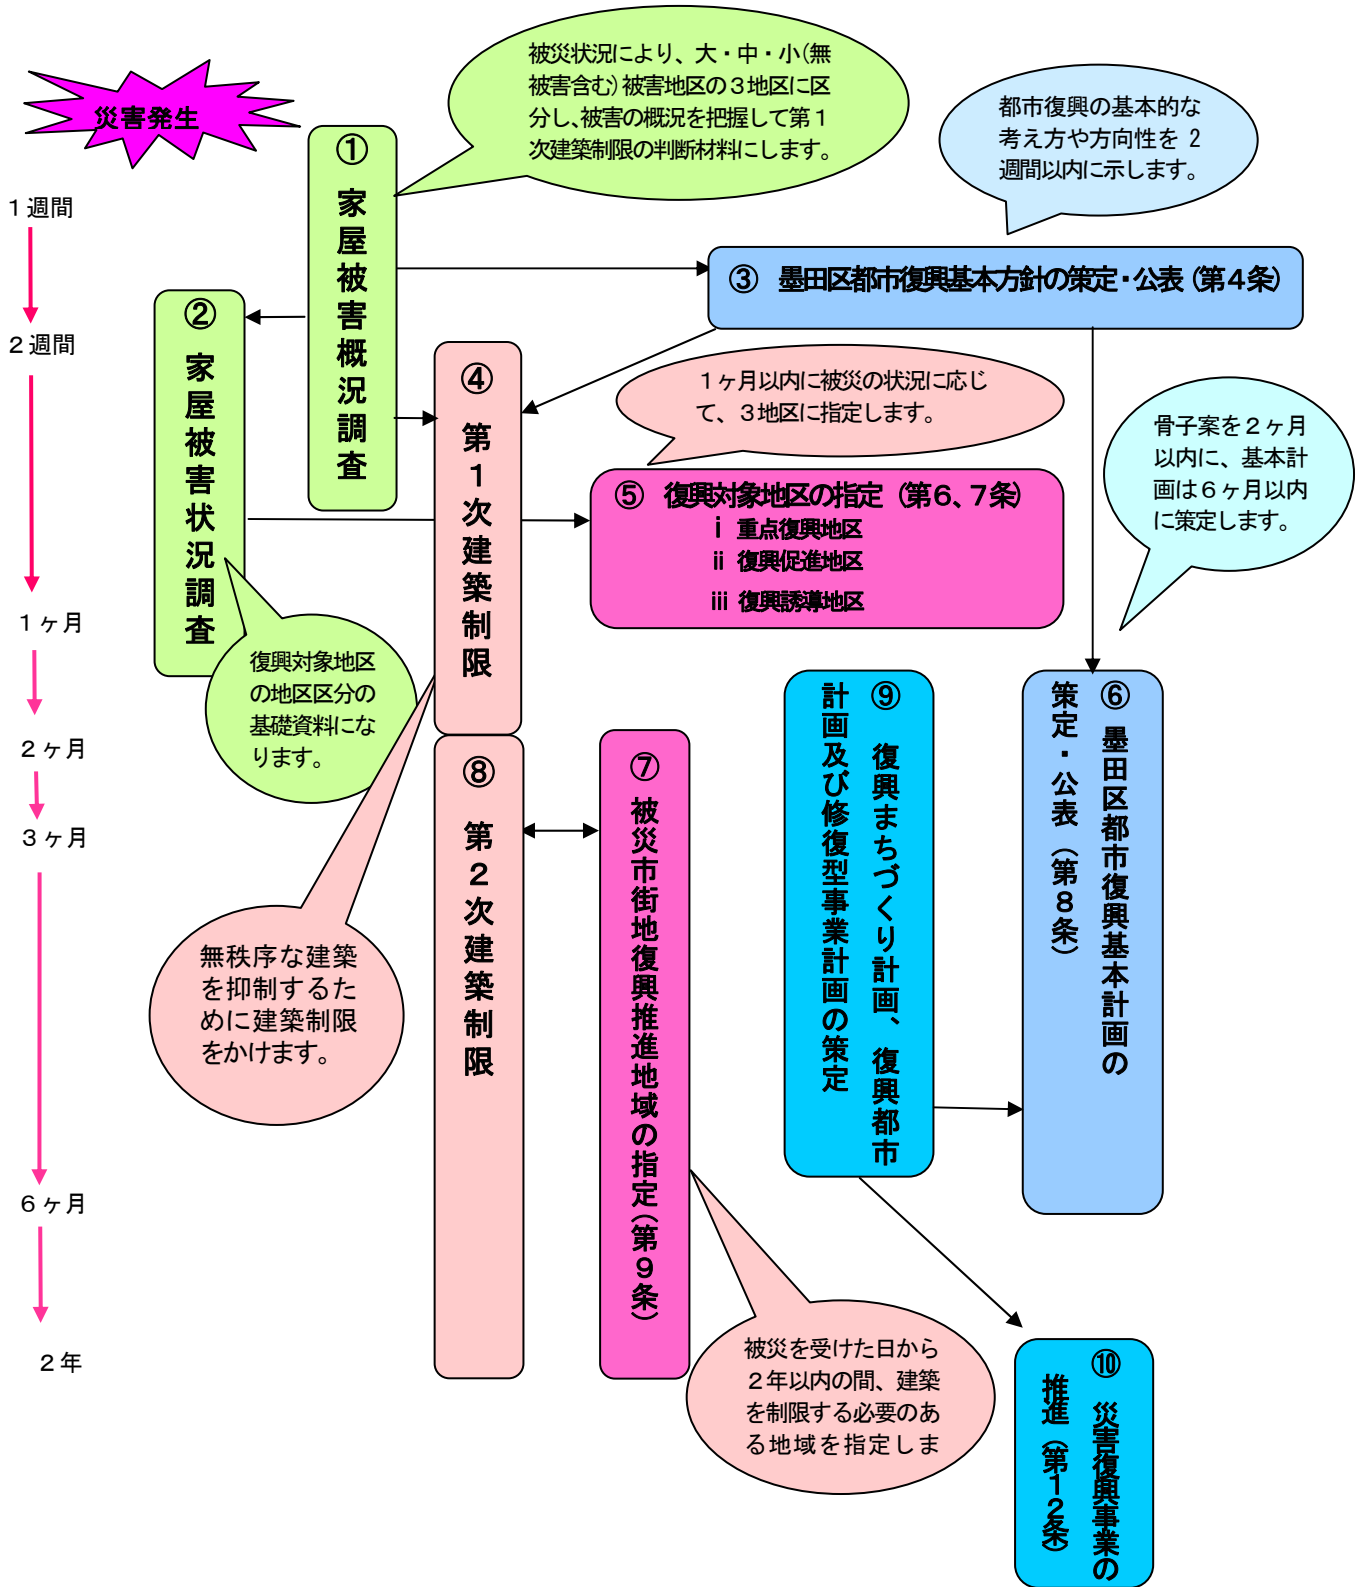 災害発生
被災状況により、大・中・小(無
被害含む)被害地区の３地区に区
分し、被害の概況を把握して第１
次建築制限の判断材料にします。
都市復興の基本的な
考え方や方向性を 2
週間以内に示します。
１週間
２週間
１ヶ月
２ヶ月
３ヶ月
６ヶ月
２年
① 家屋被害概況調査
② 家屋被害状況調査
③ 墨田区都市復興基本方針の策定・公表（第４条）
④ 第１次建築制限
１ヶ月以内に被災の状況に応じ
て、３地区に指定します。
⑤ 復興対象地区の指定（第６、７条）
ⅰ 重点復興地区
ⅱ 復興促進地区
ⅲ 復興誘導地区
骨子案を２ヶ月
以内に、基本計
画は６ヶ月以内
に策定します。
復興対象地区
の地区区分の
基礎資料にな
ります。
⑥ 墨田区都市復興基本計画の
策定・公表（第８条）
⑨ 復興まちづくり計画、復興都市
計画及び修復型事業計画の策定
⑦ 被災市街地復興推進地域の指定（第９条）
⑧ 第２次建築制限
無秩序な建築
を抑制するた
めに建築制限
をかけます。
被災を受けた日から
２年以内の間、建築
を制限する必要のあ
る地域を指定しま
⑩ 災害復興事業の
推進（第１２条）